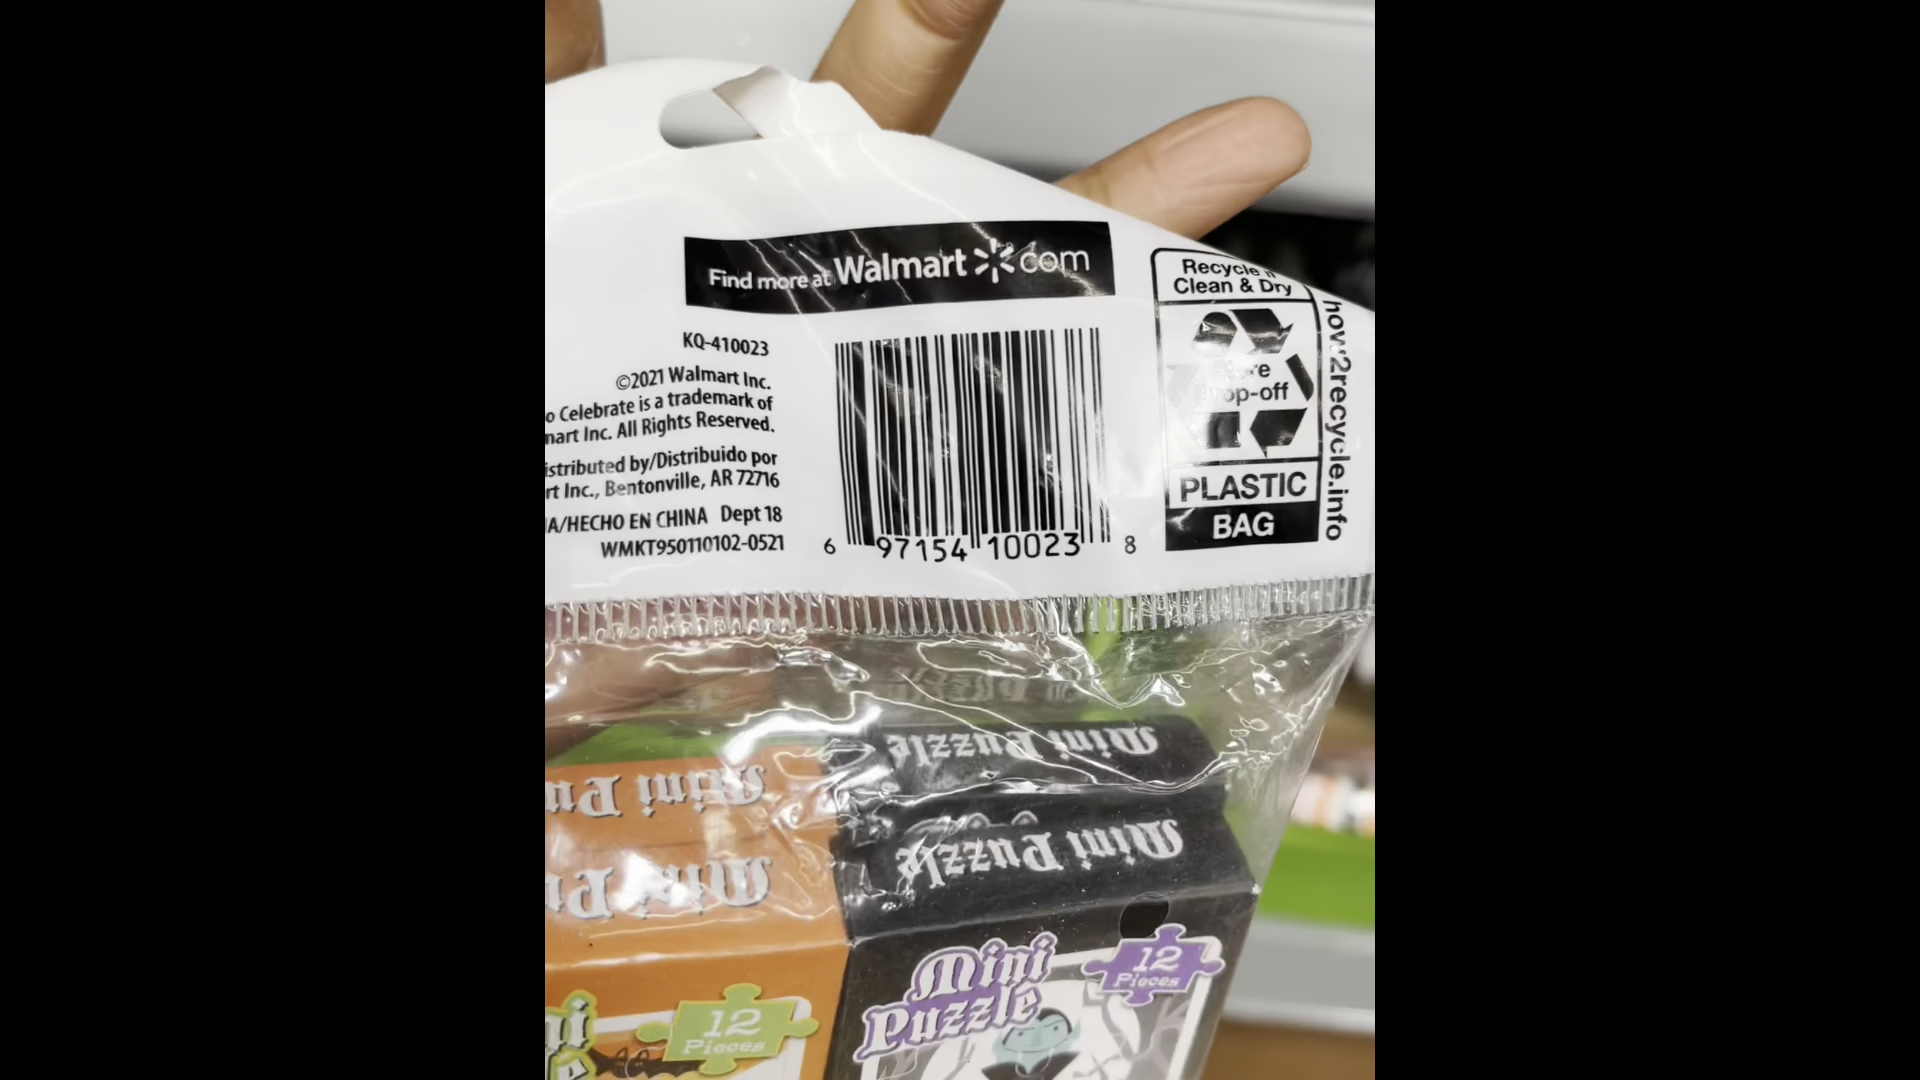 Find more at Walmart com
KQ-410023
©2021 Walmart Inc.
o Celebrate is a trademark of
mart Inc. All Rights Reserved.
istributed by/Distribuido por
rt Inc., Bentonville, AR 72716
A/HECHO EN CHINA Dept 18
WMKT950110102-0521
6 97154 10023 8
Recycle if
Clean & Dry
Drop-off
PLASTIC
BAG
how2recycle.info
Mini Puzzle
Mini Puzzle
Mini Pu
Mini Pu
Mini
Puzzle
12
Pieces
12
Pieces